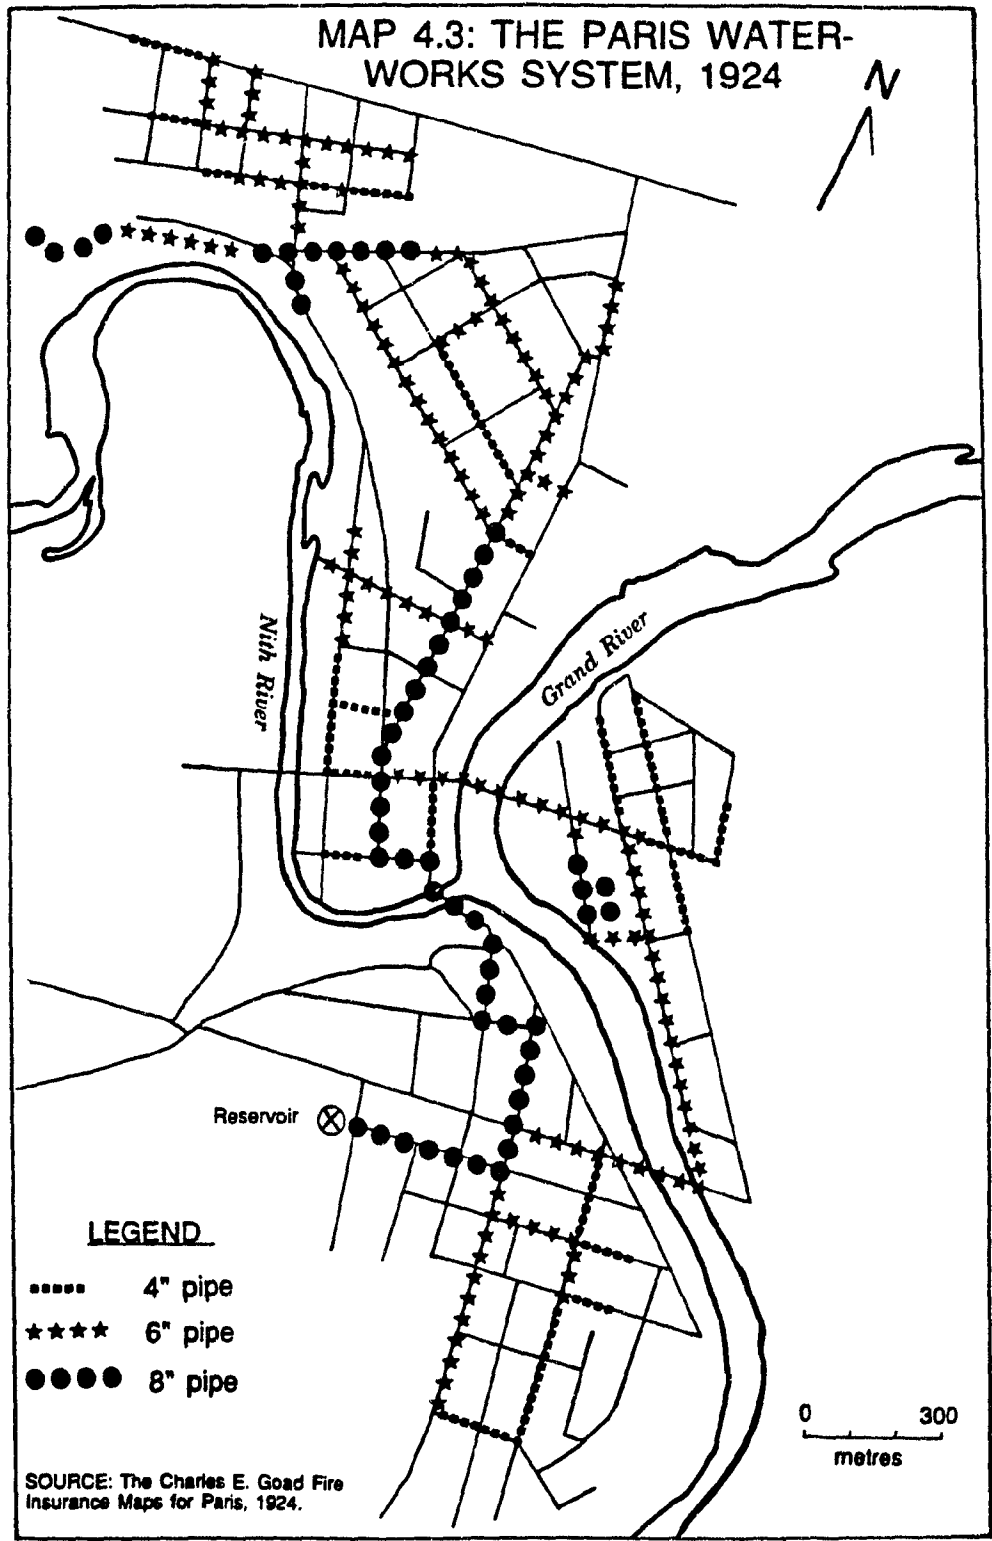 MAP 4.3: THE PARIS WATER-
WORKS SYSTEM, 1924
N
Nith River
Grand River
Reservoir
LEGEND
4" pipe
6" pipe
8" pipe
0 300
metres
SOURCE: The Charles E. Goad Fire
Insurance Maps for Paris, 1924.